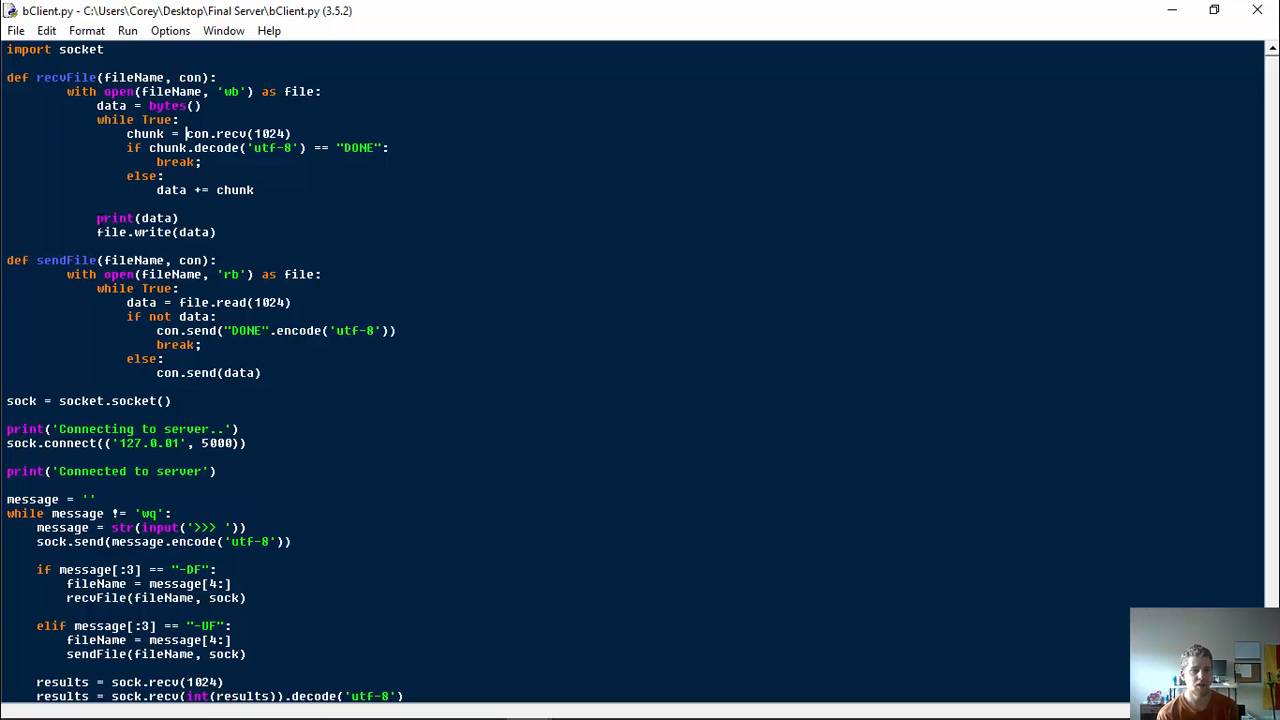 bClient.py - C:\Users\Corey\Desktop\Final Server\bClient.py (3.5.2)
File Edit Format Run Options Window Help
import socket
def recvFile(fileName, con):
        with open(fileName, 'wb') as file:
            data = bytes()
            while True:
                chunk = con.recv(1024)
                if chunk.decode('utf-8') == "DONE":
                    break;
                else:
                    data += chunk
            print(data)
            file.write(data)
def sendFile(fileName, con):
        with open(fileName, 'rb') as file:
            while True:
                data = file.read(1024)
                if not data:
                    con.send("DONE".encode('utf-8'))
                    break;
                else:
                    con.send(data)
sock = socket.socket()
print('Connecting to server..')
sock.connect(('127.0.01', 5000))
print('Connected to server')
message = ''
while message != 'wq':
    message = str(input('>>> '))
    sock.send(message.encode('utf-8'))
    if message[:3] == "-DF":
        fileName = message[4:]
        recvFile(fileName, sock)
    elif message[:3] == "-UF":
        fileName = message[4:]
        sendFile(fileName, sock)
    results = sock.recv(1024)
    results = sock.recv(int(results)).decode('utf-8')